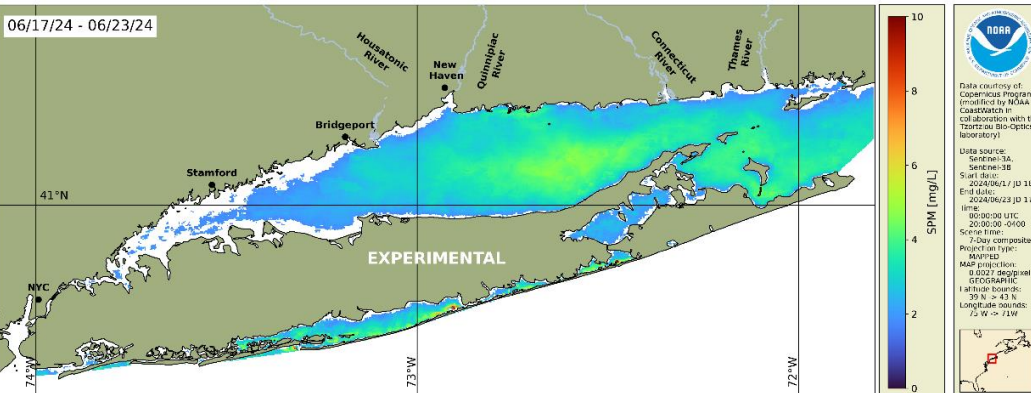 06/17/24 - 06/23/24
Housatonic
River
New
Haven
Quinnipiac
River
Connecticut
River
Thames
River
Bridgeport
Stamford
41°N
EXPERIMENTAL
NYC
74°W
73°W
72°W
10
8
6
4
2
0
SPM [mg/L]
NOAA
Data courtesy of:
Copernicus Program
(modified by NOAA
CoastWatch in
collaboration with th
Tzortziou Bio-Optics
laboratory)
Data source:
Sentinel-3A,
Sentinel-3B
Start date:
2024/06/17 JD 1
End date:
2024/06/23 JD 1
Time:
00:00:00 UTC
20:00:00 -0400
Scene time:
7-Day composite
Projection type:
MAPPED
MAP projection:
0.0027 deg/pixel
GEOGRAPHIC
Latitude bounds:
39 N -> 43 N
Longitude bounds:
75 W -> 71W